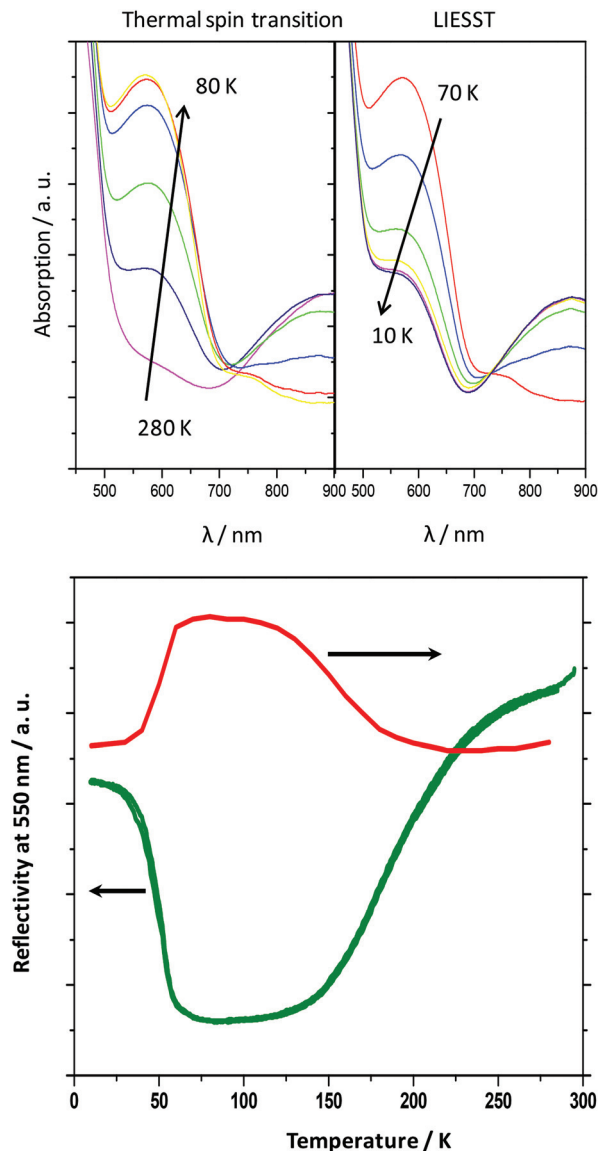 Thermal spin transition
LIESST
Absorption / a. u.
80 K
280 K
70 K
10 K
500 600 700 800 900
500 600 700 800 900
λ / nm
λ / nm
Reflectivity at 550 nm / a. u.
0 50 100 150 200 250 300
Temperature / K